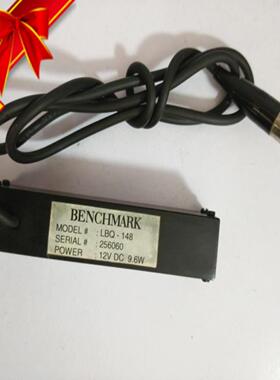 BENCHMARK
MODEL # : LBQ - 148
SERIAL # : 256060
POWER : 12V DC 9.6W